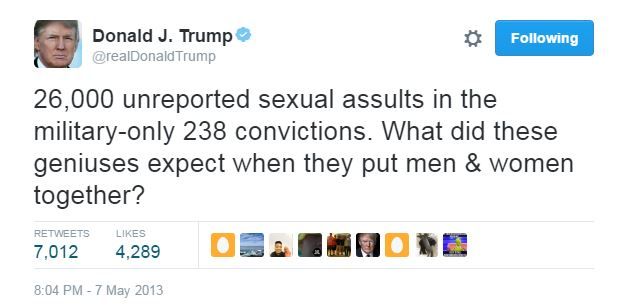 Donald J. Trump
@realDonaldTrump
Following
26,000 unreported sexual assults in the
military-only 238 convictions. What did these
geniuses expect when they put men & women
together?
RETWEETS LIKES
7,012 4,289
8:04 PM - 7 May 2013